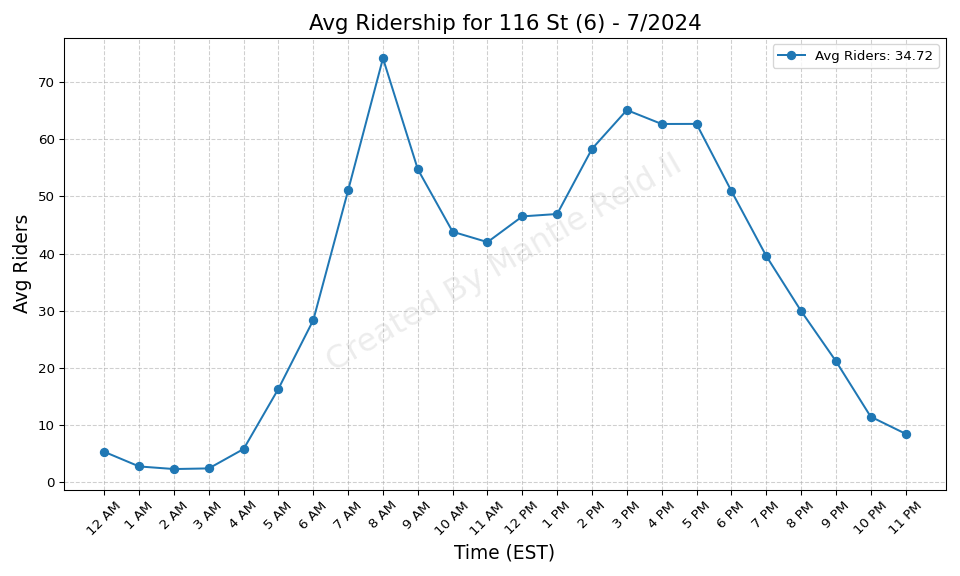 Avg Ridership for 116 St (6) - 7/2024
Avg Riders: 34.72
70
60
50
40
30
20
10
0
Avg Riders
Created By Mantle Reid II
12 AM
1 AM
2 AM
3 AM
4 AM
5 AM
6 AM
7 AM
8 AM
9 AM
10 AM
11 AM
12 PM
1 PM
2 PM
3 PM
4 PM
5 PM
6 PM
7 PM
8 PM
9 PM
10 PM
11 PM
Time (EST)